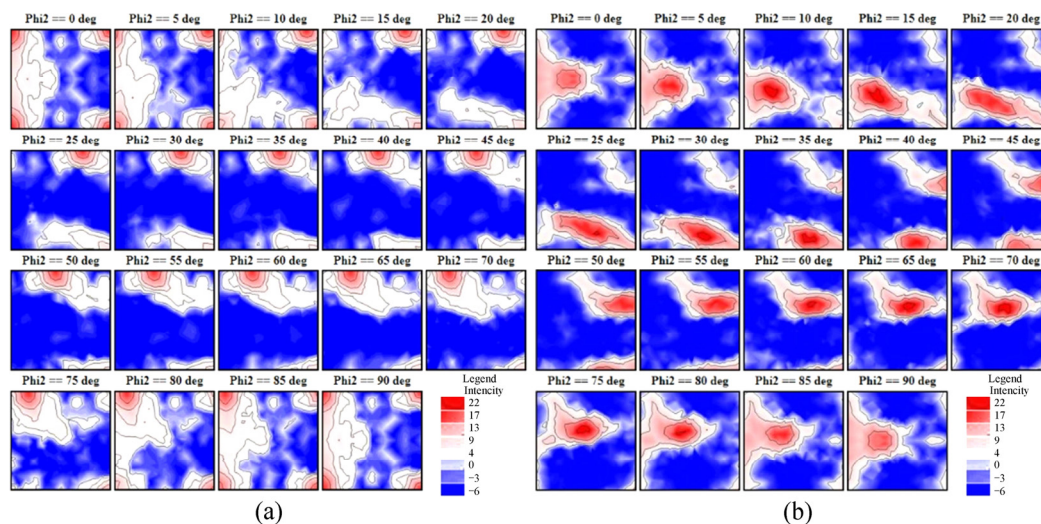 Phi2 == 0 deg Phi2 == 5 deg Phi2 == 10 deg Phi2 == 15 deg Phi2 == 20 deg
Phi2 == 25 deg Phi2 == 30 deg Phi2 == 35 deg Phi2 == 40 deg Phi2 == 45 deg
Phi2 == 50 deg Phi2 == 55 deg Phi2 == 60 deg Phi2 == 65 deg Phi2 == 70 deg
Phi2 == 75 deg Phi2 == 80 deg Phi2 == 85 deg Phi2 == 90 deg
Legend
Intencity
22
17
13
9
4
0
−3
−6
(a)
Phi2 == 0 deg Phi2 == 5 deg Phi2 == 10 deg Phi2 == 15 deg Phi2 == 20 deg
Phi2 == 25 deg Phi2 == 30 deg Phi2 == 35 deg Phi2 == 40 deg Phi2 == 45 deg
Phi2 == 50 deg Phi2 == 55 deg Phi2 == 60 deg Phi2 == 65 deg Phi2 == 70 deg
Phi2 == 75 deg Phi2 == 80 deg Phi2 == 85 deg Phi2 == 90 deg
Legend
Intencity
22
17
13
9
4
0
−3
−6
(b)